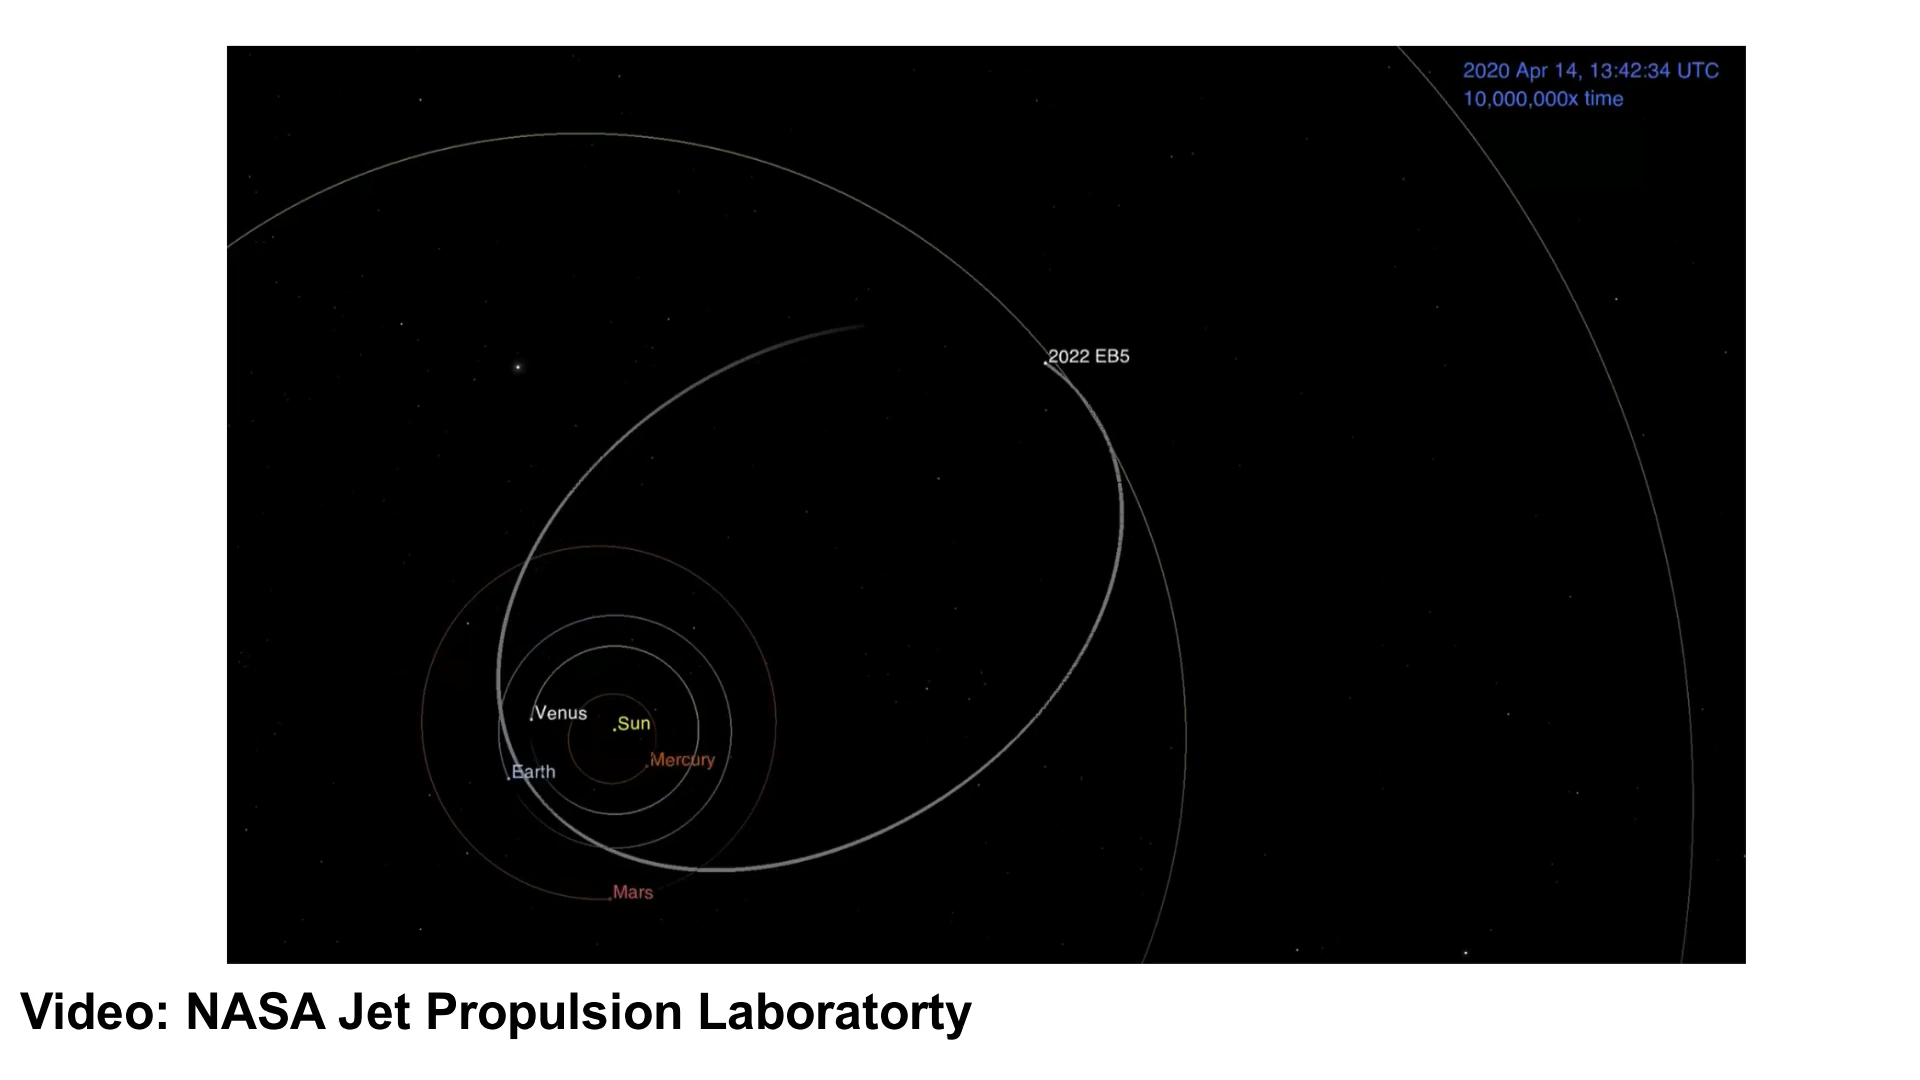 2020 Apr 14, 13:42:34 UTC
10,000,000x time
2022 EB5
Venus
Sun
Mercury
Earth
Mars
Video: NASA Jet Propulsion Laboratorty